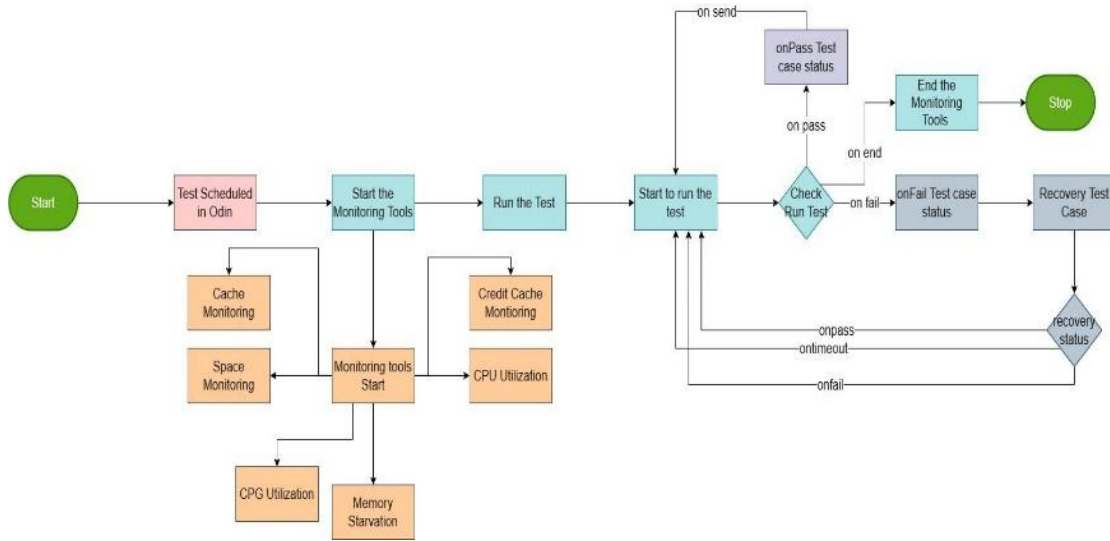 on send
onPass Test
case status
End the
Monitoring
Tools
Stop
on pass
on end
Start
Test Scheduled
in Odin
Start the
Monitoring Tools
Run the Test
Start to run the
test
Check
Run Test
on fail
onFail Test case
status
Recovery Test
Case
Cache
Monitoring
Credit Cache
Montioring
onpass
recovery
status
ontimeout
Space
Monitoring
Monitoring tools
Start
CPU Utilization
onfail
CPG Utilization
Memory
Starvation